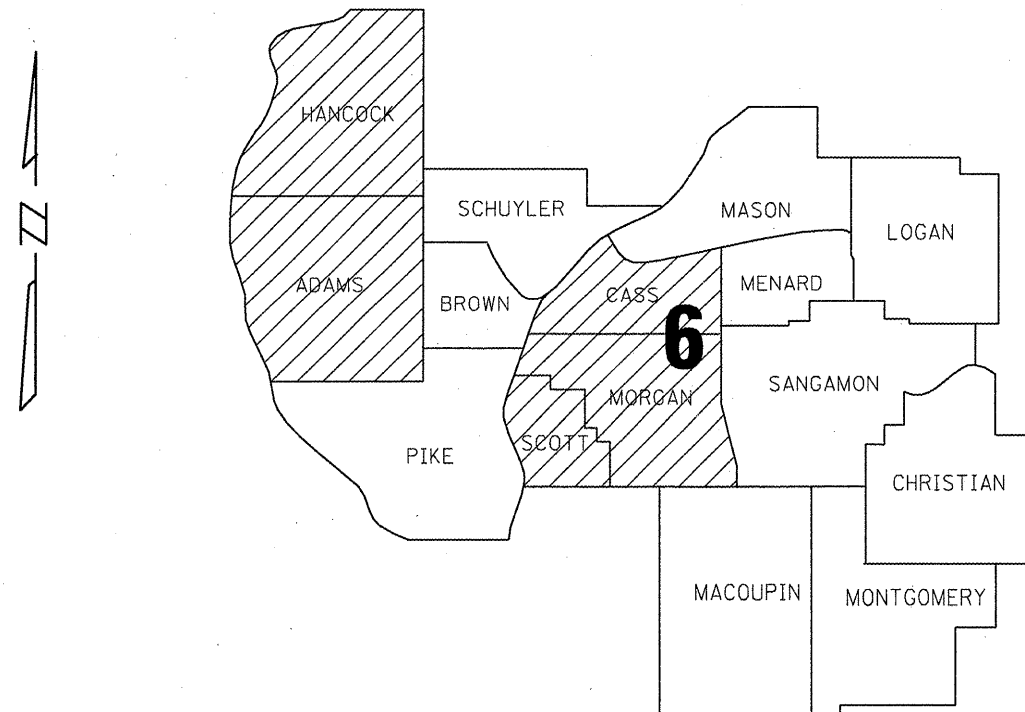 HANCOCK
SCHUYLER
MASON
LOGAN
ADAMS
BROWN
CASS
MENARD
6
N
MORGAN
SANGAMON
SCOTT
PIKE
CHRISTIAN
MACOUPIN
MONTGOMERY